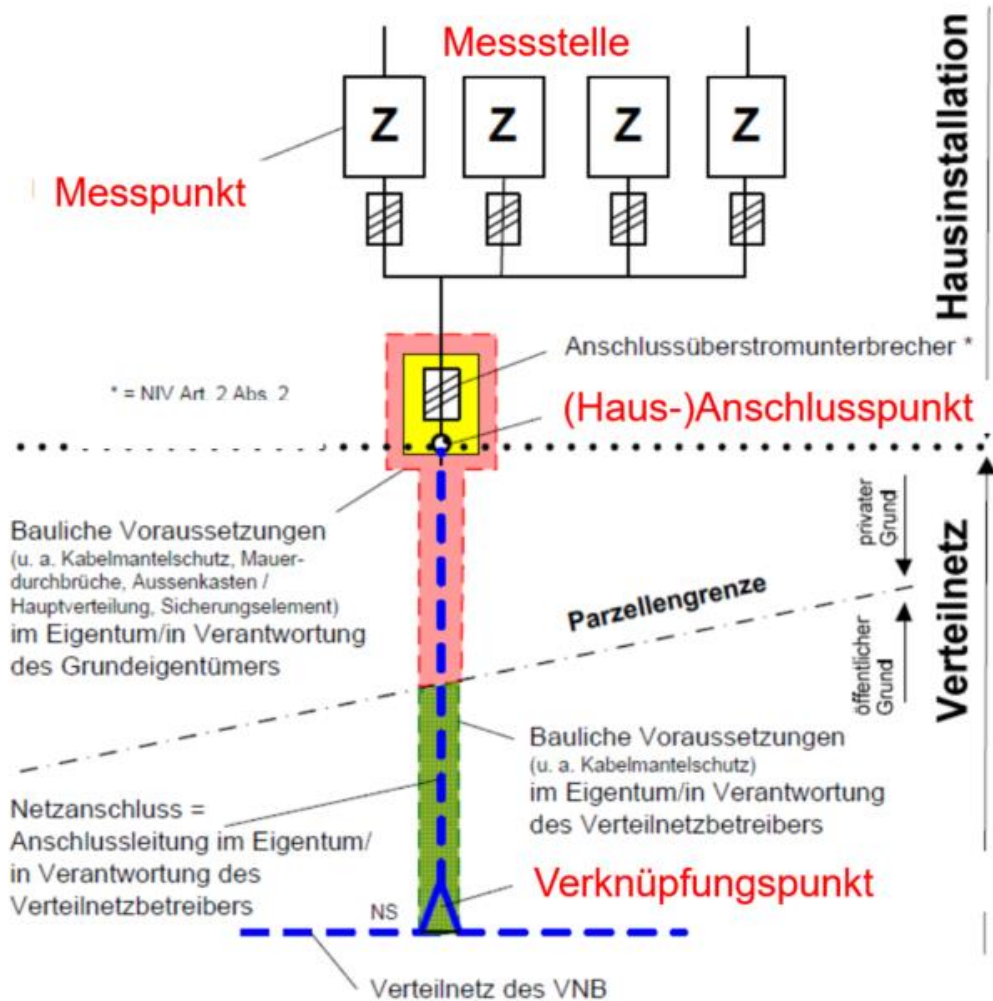 Messstelle
Z Z Z Z
Messpunkt
Hausinstallation
Anschlussüberstromunterbrecher *
* = NIV Art. 2 Abs. 2
(Haus-)Anschlusspunkt
Bauliche Voraussetzungen
(u. a. Kabelmantelschutz, Mauer-
durchbrüche, Aussenkasten /
Hauptverteilung, Sicherungselement)
im Eigentum/in Verantwortung
des Grundeigentümers
privater
Grund
Parzellengrenze
öffentlicher
Grund
Verteilnetz
Bauliche Voraussetzungen
(u. a. Kabelmantelschutz)
im Eigentum/in Verantwortung
des Verteilnetzbetreibers
Netzanschluss =
Anschlussleitung im Eigentum/
in Verantwortung des
Verteilnetzbetreibers
Verknüpfungspunkt
NS
Verteilnetz des VNB